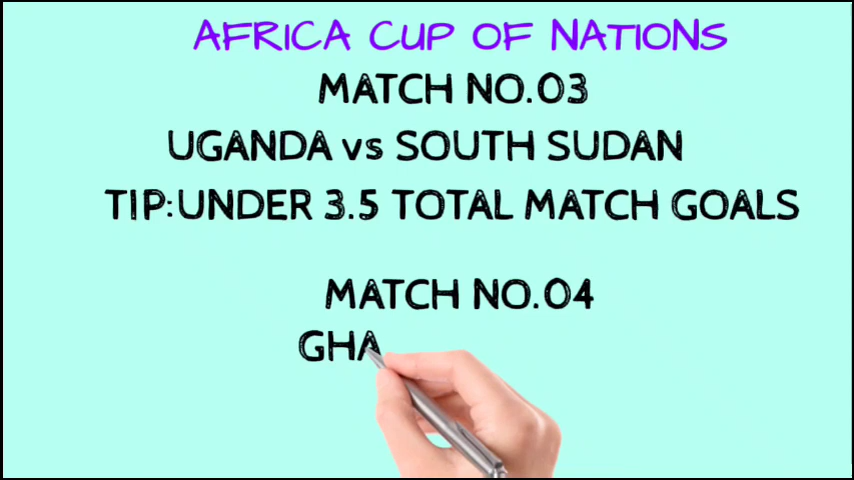 AFRICA CUP OF NATIONS
MATCH NO.03
UGANDA vs SOUTH SUDAN
TIP:UNDER 3.5 TOTAL MATCH GOALS
MATCH NO.04
GHA